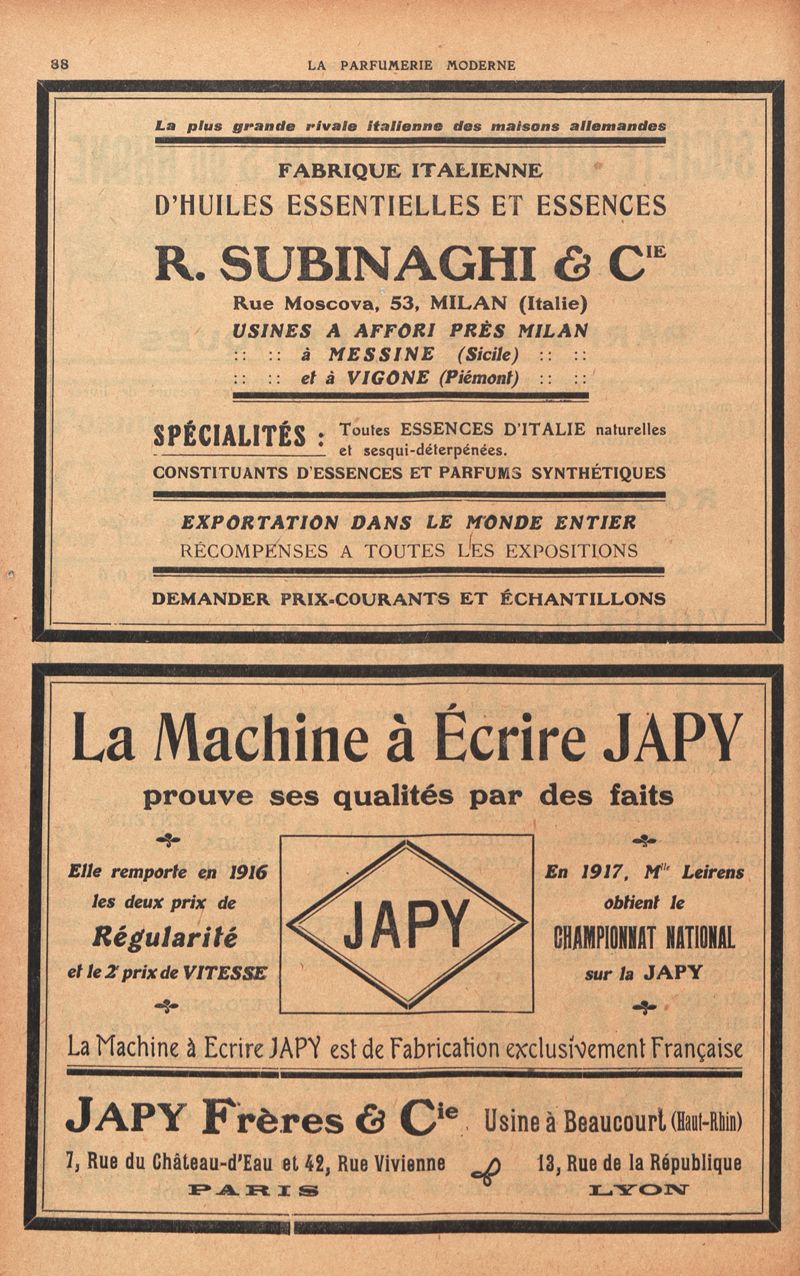 88
LA PARFUMERIE MODERNE
La plus grande rivale italienne des maisons allemandes
FABRIQUE ITALIENNE
D'HUILES ESSENTIELLES ET ESSENCES
R. SUBINAGHI & CIE
Rue Moscova, 53, MILAN (Italie)
USINES A AFFORI PRÈS MILAN
:: :: à MESSINE (Sicile) :: ::
:: :: et à VIGONE (Piémont) :: ::
SPÉCIALITÉS : Toutes ESSENCES D'ITALIE naturelles
et sesqui-déterpénées.
CONSTITUANTS D'ESSENCES ET PARFUMS SYNTHÉTIQUES
EXPORTATION DANS LE MONDE ENTIER
RÉCOMPENSES A TOUTES LES EXPOSITIONS
DEMANDER PRIX-COURANTS ET ÉCHANTILLONS
La Machine à Écrire JAPY
prouve ses qualités par des faits
Elle remporte en 1916
les deux prix de
Régularité
et le 2e prix de VITESSE
JAPY
En 1917, Mlle Leirens
obtient le
CHAMPIONNAT NATIONAL
sur la JAPY
La Machine à Ecrire JAPY est de Fabrication exclusivement Française
JAPY Frères & Cie. Usine à Beaucourt (Haut-Rhin)
7, Rue du Château-d'Eau et 42, Rue Vivienne
PARIS
13, Rue de la République
LYON